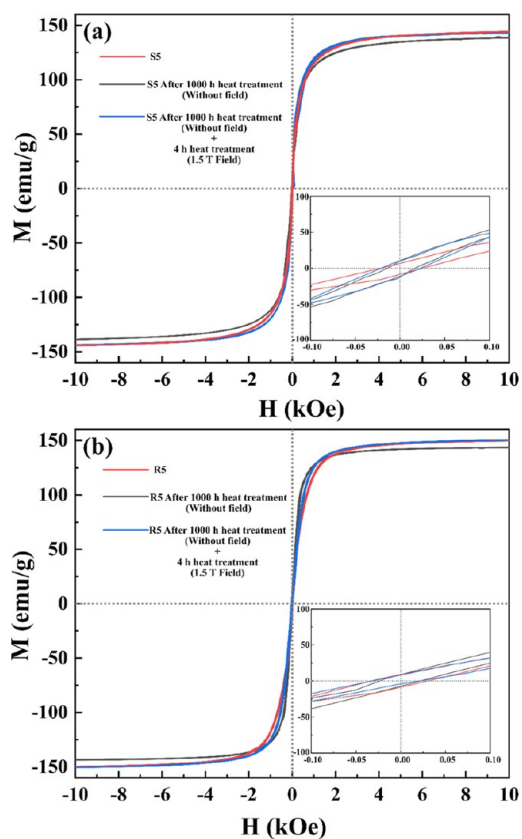 (a)
150
100
50
0
-50
-100
-150
M (emu/g)
S5
S5 After 1000 h heat treatment
(Without field)
S5 After 1000 h heat treatment
(Without field)
+
4 h heat treatment
(1.5 T Field)
100
50
0
-50
-100
-0.10 -0.05 0.00 0.05 0.10
-10 -8 -6 -4 -2 0 2 4 6 8 10
H (kOe)
(b)
150
100
50
0
-50
-100
-150
M (emu/g)
R5
R5 After 1000 h heat treatment
(Without field)
R5 After 1000 h heat treatment
(Without field)
+
4 h heat treatment
(1.5 T Field)
100
50
0
-50
-100
-0.10 -0.05 0.00 0.05 0.10
-10 -8 -6 -4 -2 0 2 4 6 8 10
H (kOe)